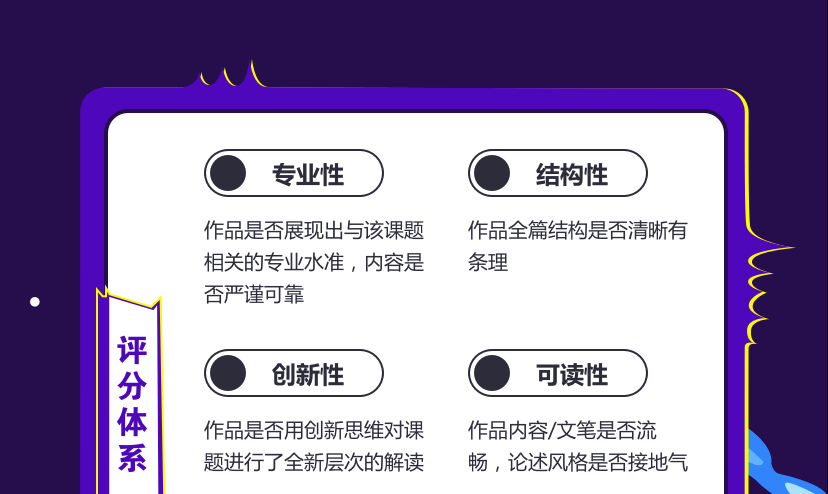 专业性
作品是否展现出与该课题
相关的专业水准，内容是
否严谨可靠
结构性
作品全篇结构是否清晰有
条理
评分体系
创新性
作品是否用创新思维对课
题进行了全新层次的解读
可读性
作品内容/文笔是否流
畅，论述风格是否接地气